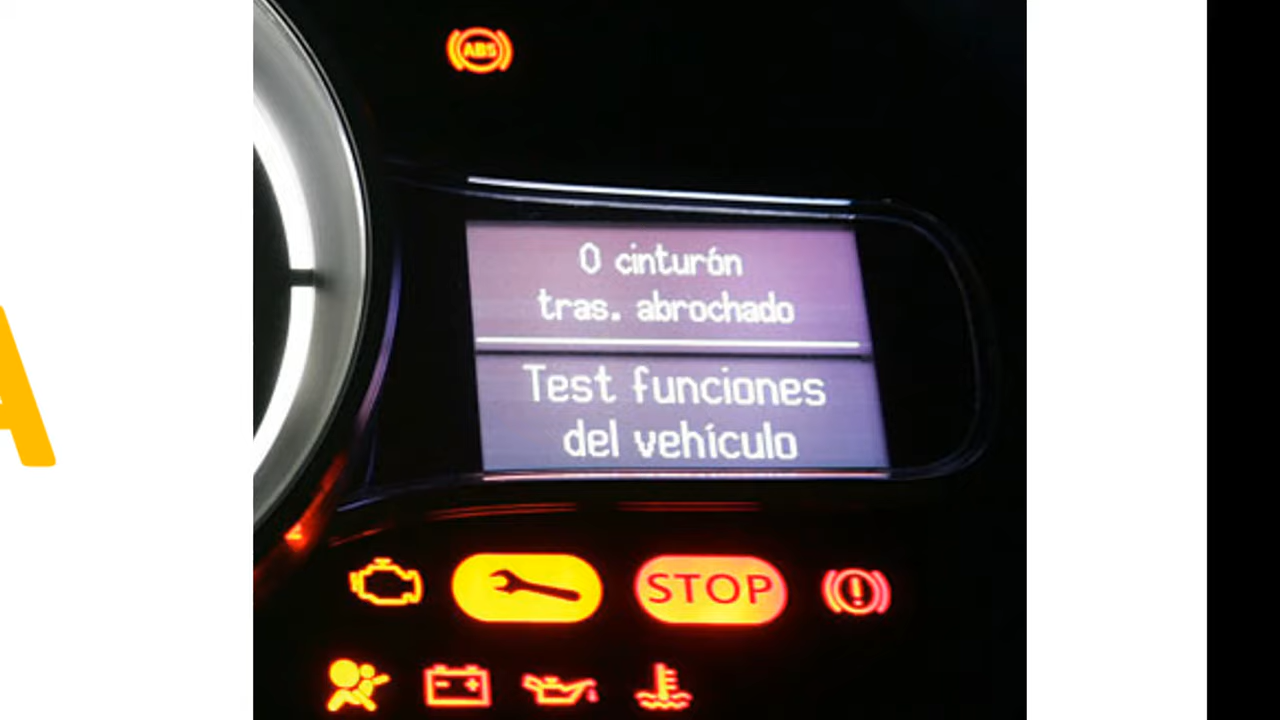 ABS
0 cinturón
tras. abrochado
Test funciones
del vehículo
STOP
A